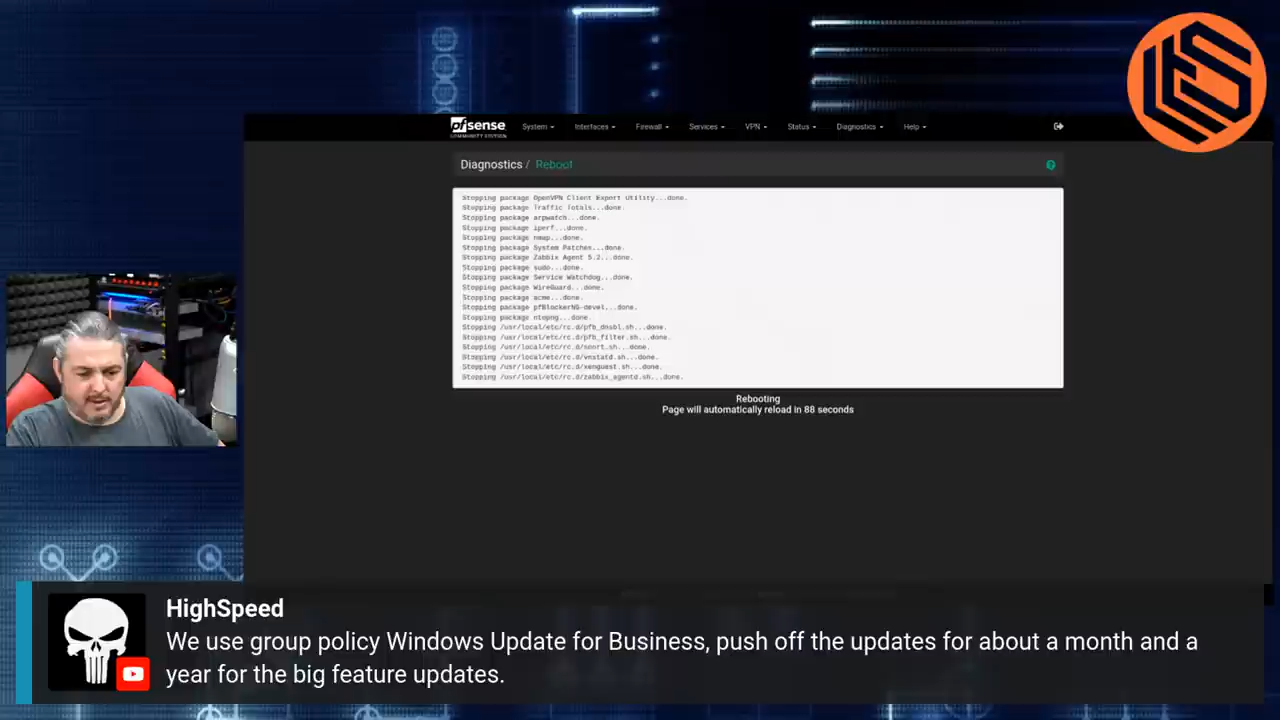 pfsense
COMMUNITY EDITION
System Interfaces Firewall Services VPN Status Diagnostics Help
Diagnostics / Reboot
Stopping package OpenVPN Client Export Utility...done.
Stopping package Traffic Totals...done.
Stopping package arpwatch...done.
Stopping package iperf...done.
Stopping package nmap...done.
Stopping package System Patches...done.
Stopping package Zabbix Agent 5.2...done.
Stopping package sudo...done.
Stopping package Service Watchdog...done.
Stopping package WireGuard...done.
Stopping package acme...done.
Stopping package pfBlockerNG-devel...done.
Stopping package ntopng...done.
Stopping /usr/local/etc/rc.d/pfb_dnsbl.sh...done.
Stopping /usr/local/etc/rc.d/pfb_filter.sh...done.
Stopping /usr/local/etc/rc.d/snort.sh...done.
Stopping /usr/local/etc/rc.d/vnstatd.sh...done.
Stopping /usr/local/etc/rc.d/xenguest.sh...done.
Stopping /usr/local/etc/rc.d/zabbix_agentd.sh...done.
Rebooting
Page will automatically reload in 88 seconds
HighSpeed
We use group policy Windows Update for Business, push off the updates for about a month and a
year for the big feature updates.